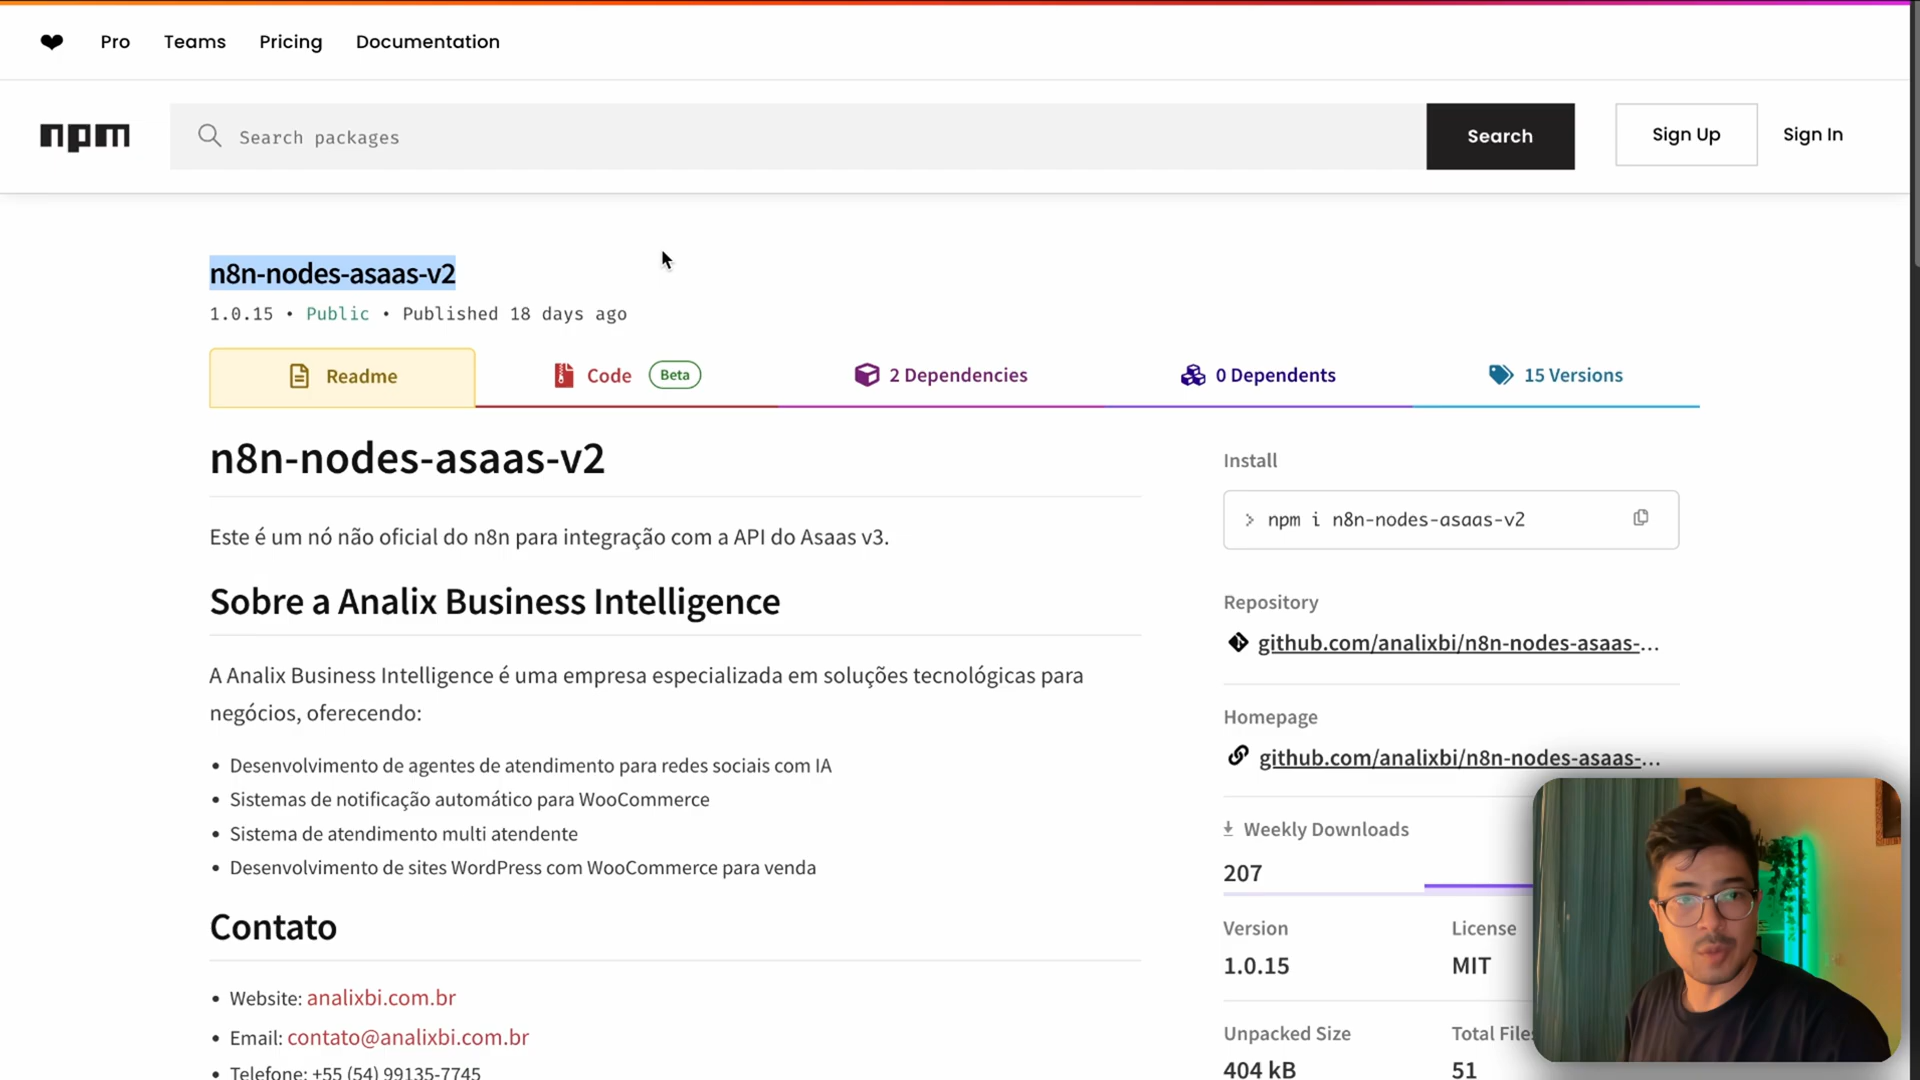 Pro Teams Pricing Documentation
npm Search packages Search Sign Up Sign In
n8n-nodes-asaas-v2
1.0.15 • Public • Published 18 days ago
Readme Code Beta 2 Dependencies 0 Dependents 15 Versions
n8n-nodes-asaas-v2
Este é um nó não oficial do n8n para integração com a API do Asaas v3.
Sobre a Analix Business Intelligence
A Analix Business Intelligence é uma empresa especializada em soluções tecnológicas para
negócios, oferecendo:
• Desenvolvimento de agentes de atendimento para redes sociais com IA
• Sistemas de notificação automático para WooCommerce
• Sistema de atendimento multi atendente
• Desenvolvimento de sites WordPress com WooCommerce para venda
Contato
• Website: analixbi.com.br
• Email: contato@analixbi.com.br
• Telefone: +55 (54) 99135-7745
Install
> npm i n8n-nodes-asaas-v2
Repository
github.com/analixbi/n8n-nodes-asaas-...
Homepage
github.com/analixbi/n8n-nodes-asaas-...
Weekly Downloads
207
Version License
1.0.15 MIT
Unpacked Size Total File
404 kB 51